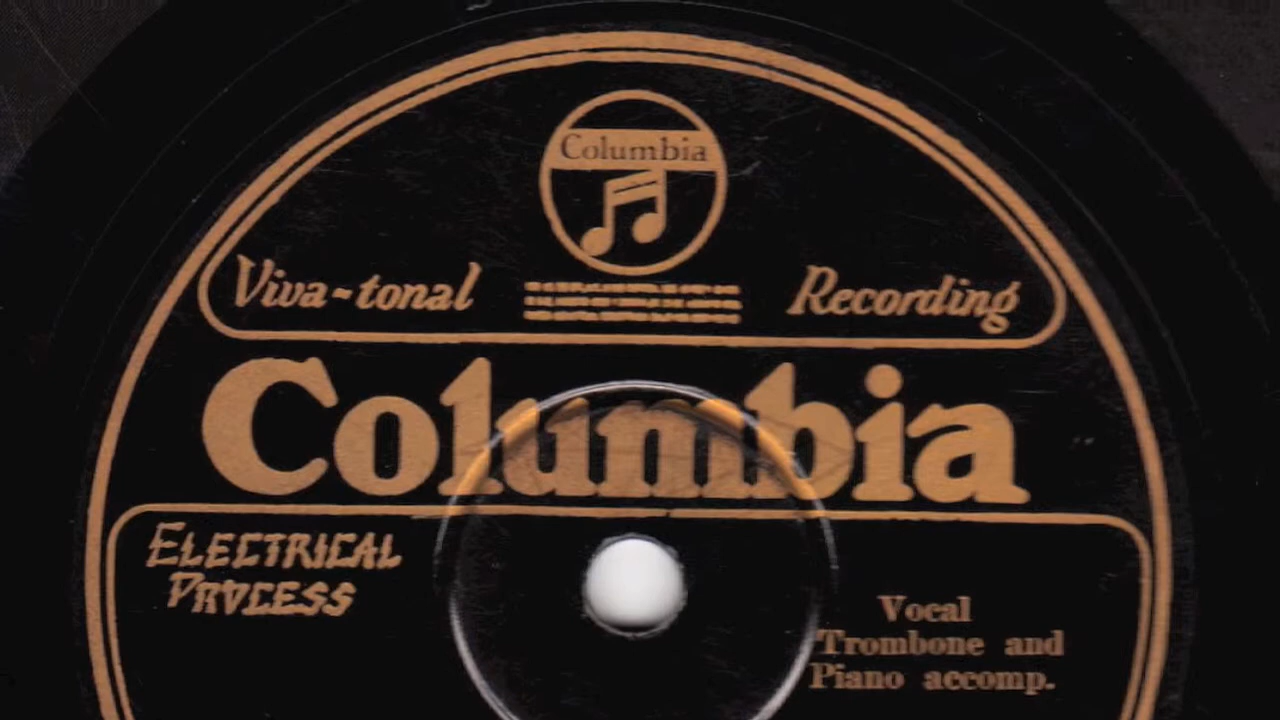 Columbia
Viva-tonal Recording
Columbia
ELECTRICAL
PROCESS
Vocal
Trombone and
Piano accomp.